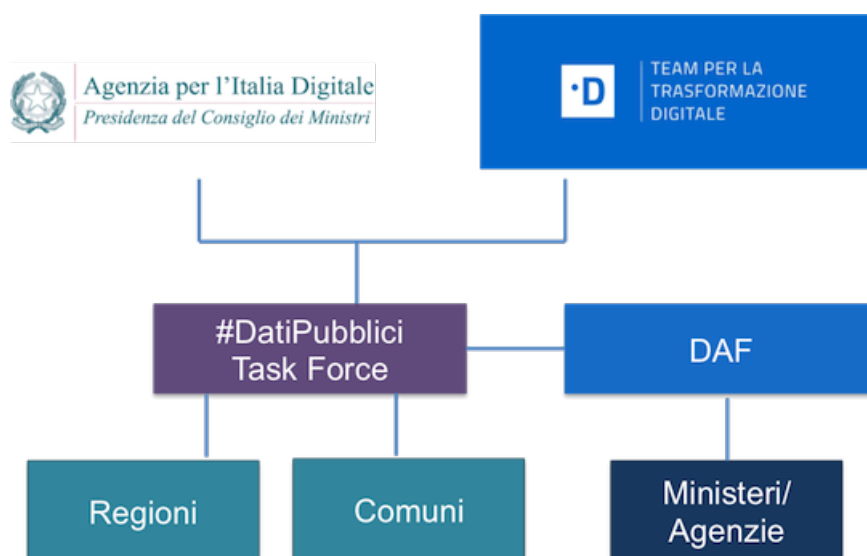 Agenzia per l'Italia Digitale
Presidenza del Consiglio dei Ministri
·D
TEAM PER LA
TRASFORMAZIONE
DIGITALE
#DatiPubblici
Task Force
DAF
Regioni
Comuni
Ministeri/
Agenzie